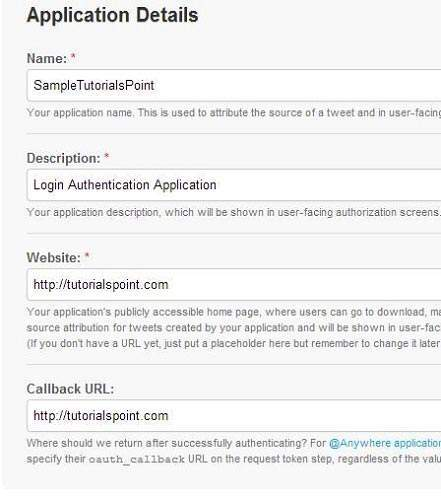 Application Details
Name: *
SampleTutorialsPoint
Your application name. This is used to attribute the source of a tweet and in user-facing
Description: *
Login Authentication Application
Your application description, which will be shown in user-facing authorization screens.
Website: *
http://tutorialspoint.com
Your application's publicly accessible home page, where users can go to download, ma
source attribution for tweets created by your application and will be shown in user-fac
(If you don't have a URL yet, just put a placeholder here but remember to change it later
Callback URL:
http://tutorialspoint.com
Where should we return after successfully authenticating? For @Anywhere application
specify their oauth_callback URL on the request token step, regardless of the valu